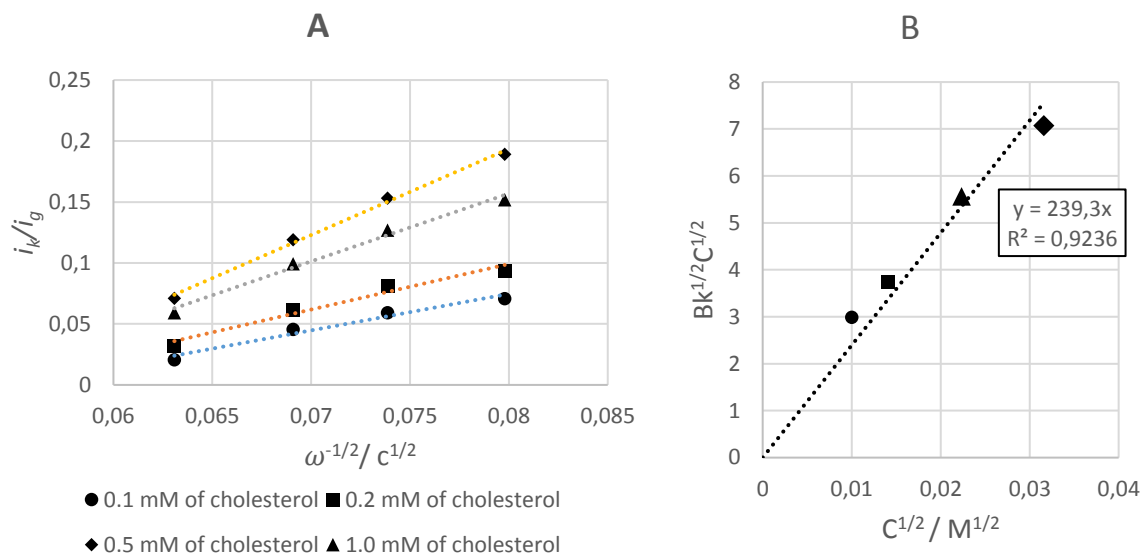 A
i_k/i_g
0,25
0,2
0,15
0,1
0,05
0
0,06 0,065 0,07 0,075 0,08 0,085
ω^-1/2/ c^1/2
● 0.1 mM of cholesterol ■ 0.2 mM of cholesterol
◆ 0.5 mM of cholesterol ▲ 1.0 mM of cholesterol
B
Bk^1/2C^1/2
8
7
6
5
4
3
2
1
0
y = 239,3x
R² = 0,9236
0 0,01 0,02 0,03 0,04
C^1/2 / M^1/2